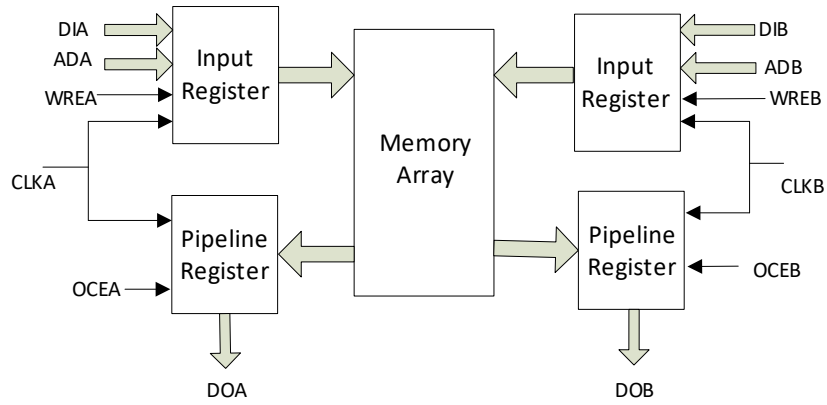 DIA
ADA
WREA
CLKA
Input
Register
Memory
Array
Input
Register
DIB
ADB
WREB
CLKB
Pipeline
Register
OCEA
DOA
Pipeline
Register
OCEB
DOB